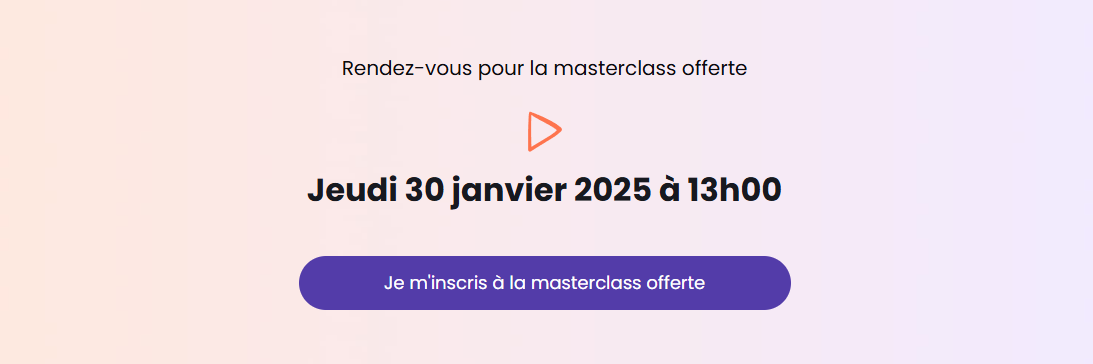 Rendez-vous pour la masterclass offerte
Jeudi 30 janvier 2025 à 13h00
Je m'inscris à la masterclass offerte